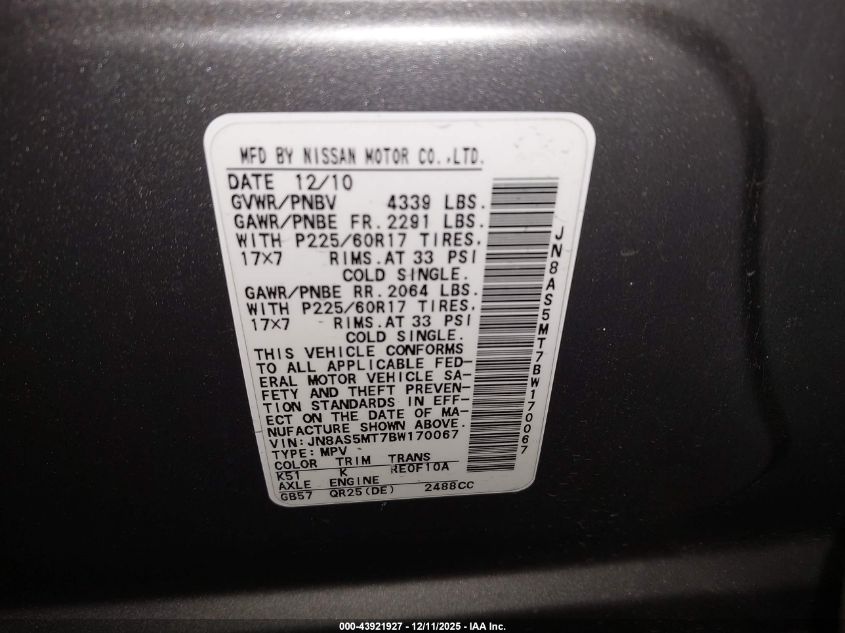 MFD BY NISSAN MOTOR CO.,LTD.
DATE 12/10
GVWR/PNBV 4339 LBS.
GAWR/PNBE FR. 2291 LBS.
WITH P225/60R17 TIRES,
17×7 RIMS.AT 33 PSI
COLD SINGLE.
GAWR/PNBE RR. 2064 LBS.
WITH P225/60R17 TIRES,
17×7 RIMS.AT 33 PSI
COLD SINGLE.
THIS VEHICLE CONFORMS
TO ALL APPLICABLE FED-
ERAL MOTOR VEHICLE SA-
FETY AND THEFT PREVEN-
TION STANDARDS IN EFF-
ECT ON THE DATE OF MA-
NUFACTURE SHOWN ABOVE.
VIN: JN8AS5MT7BW170067
TYPE: MPV
COLOR TRIM TRANS
K51 K RE0F10A
AXLE ENGINE
GB57 QR25(DE) 2488CC
JN8AS5MT7BW170067
000-43921927 - 12/11/2025 - IAA Inc.